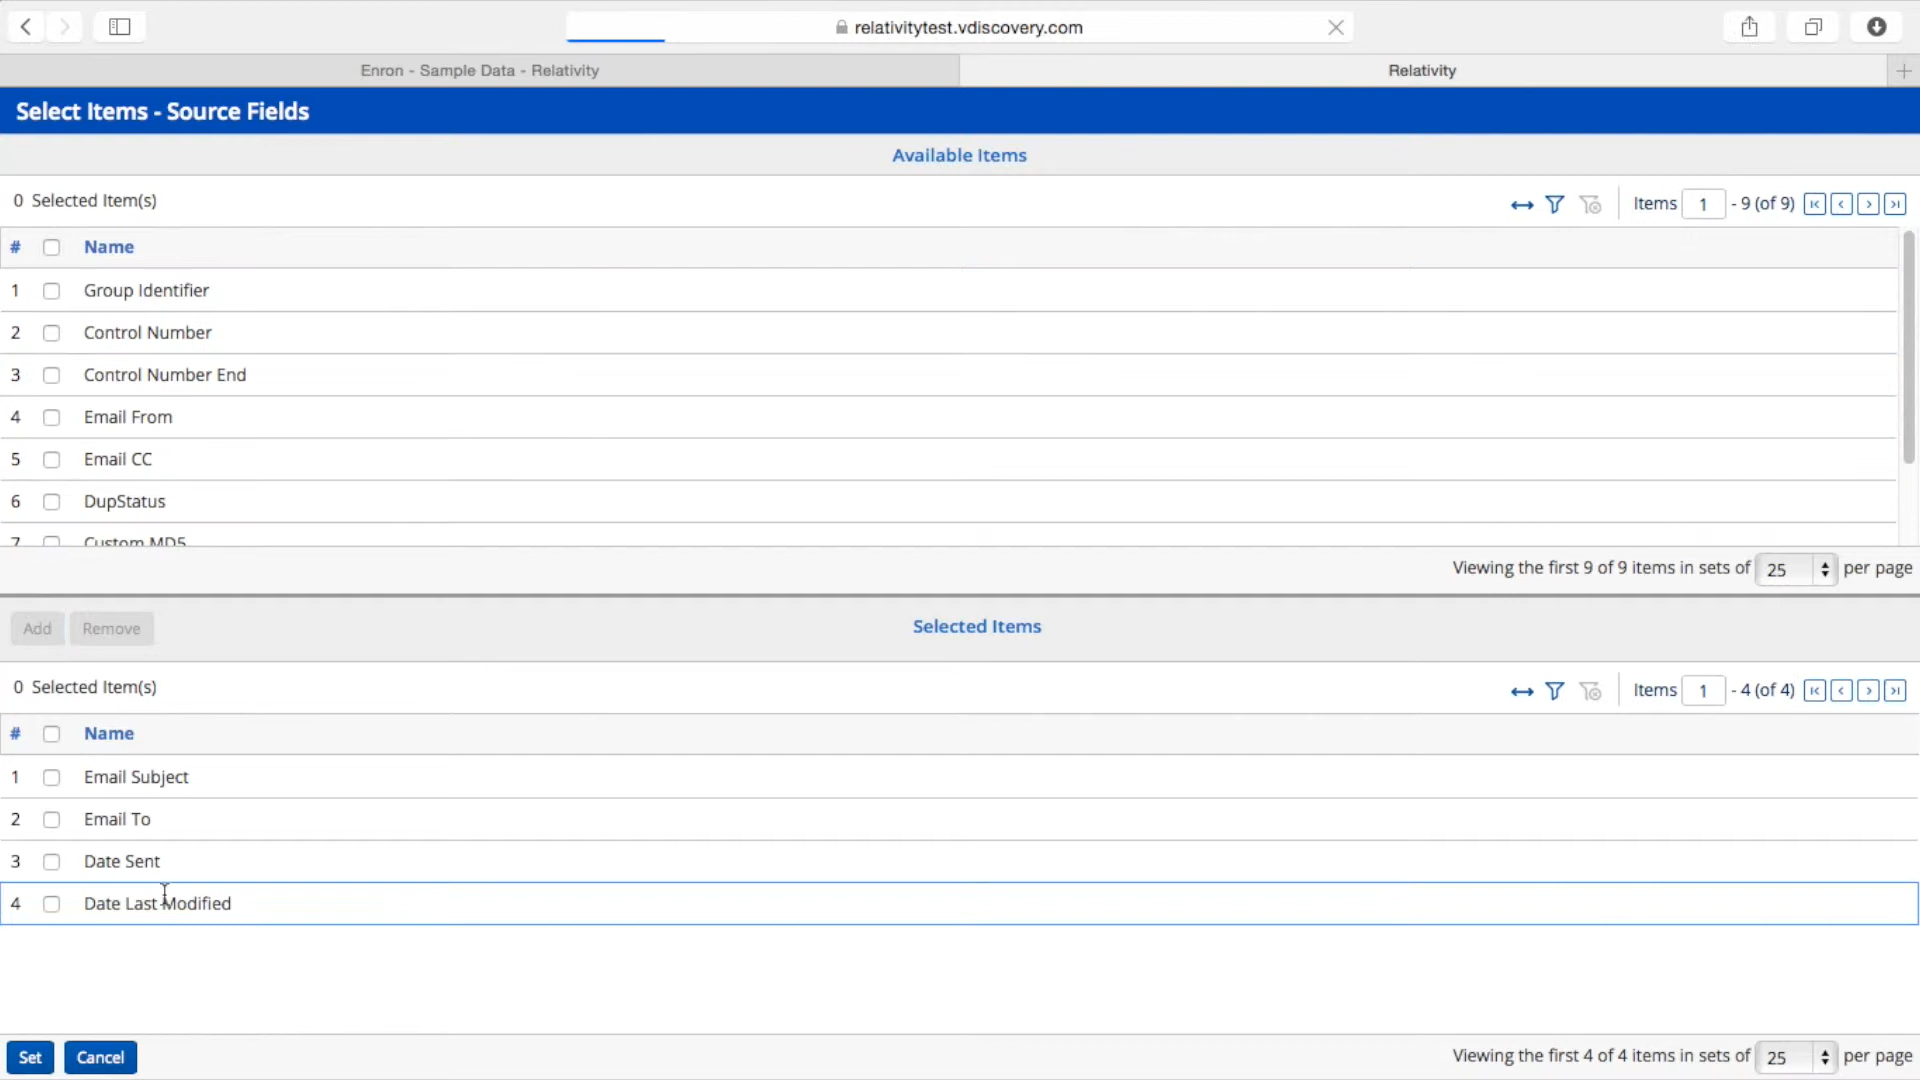 relativitytest.vdiscovery.com
Enron - Sample Data - Relativity
Relativity
Select Items - Source Fields
Available Items
0 Selected Item(s)
Items 1 - 9 (of 9)
# Name
1 Group Identifier
2 Control Number
3 Control Number End
4 Email From
5 Email CC
6 DupStatus
7 Custom MD5
Viewing the first 9 of 9 items in sets of 25 per page
Add Remove Selected Items
0 Selected Item(s)
Items 1 - 4 (of 4)
# Name
1 Email Subject
2 Email To
3 Date Sent
4 Date Last Modified
Set Cancel
Viewing the first 4 of 4 items in sets of 25 per page